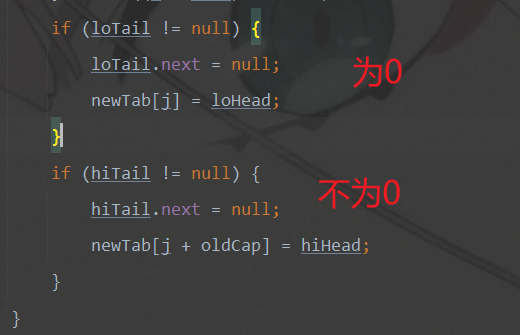 if (loTail != null) {
loTail.next = null;
为0
newTab[j] = loHead;
}
if (hiTail != null) {
不为0
hiTail.next = null;
newTab[j + oldCap] = hiHead;
}
}